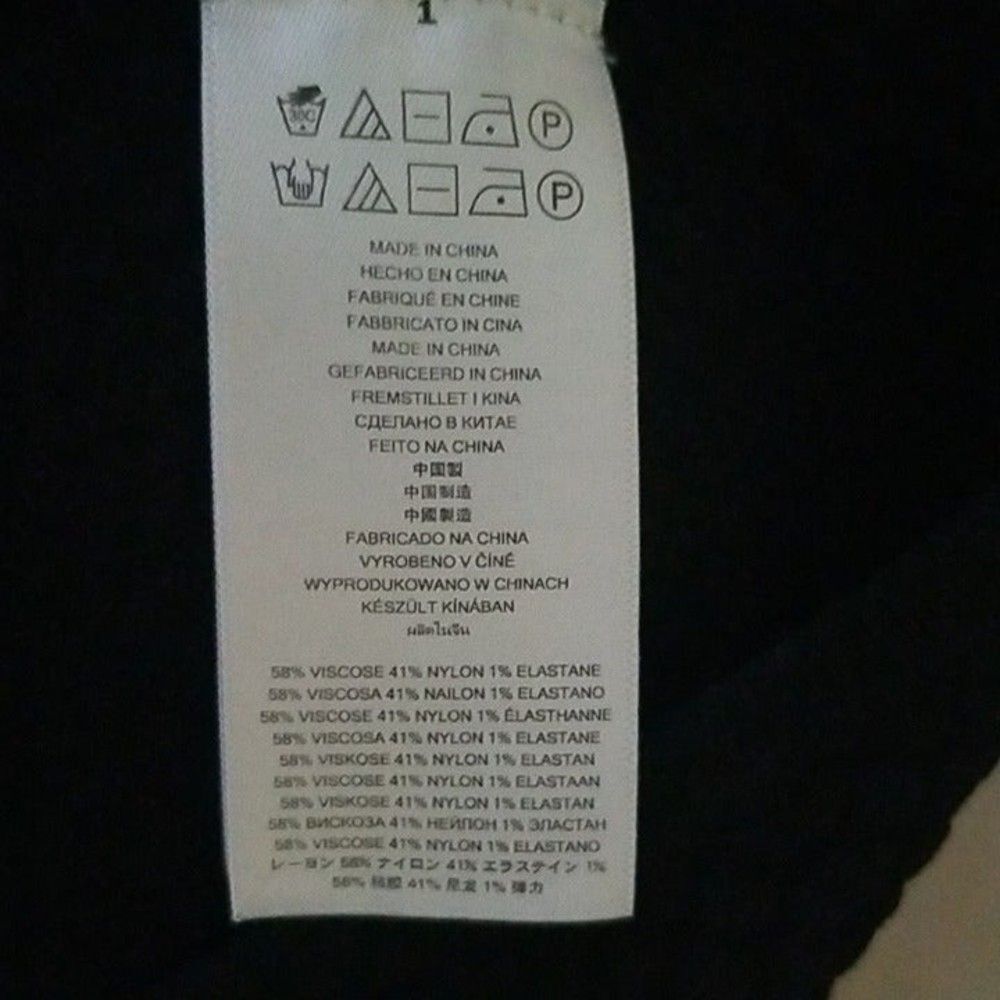 1
30C
P
P
MADE IN CHINA
HECHO EN CHINA
FABRIQUÉ EN CHINE
FABBRICATO IN CINA
MADE IN CHINA
GEFABRICEERD IN CHINA
FREMSTILLET I KINA
СДЕЛАНО В КИТАЕ
FEITO NA CHINA
中国製
中国制造
中國製造
FABRICADO NA CHINA
VYROBENO V ČÍNĚ
WYPRODUKOWANO W CHINACH
KÉSZÜLT KÍNÁBAN
ผลิตในจีน
58% VISCOSE 41% NYLON 1% ELASTANE
58% VISCOSA 41% NAILON 1% ELASTANO
58% VISCOSE 41% NYLON 1% ÉLASTHANNE
58% VISCOSA 41% NYLON 1% ELASTANE
58% VISKOSE 41% NYLON 1% ELASTAN
58% VISCOSE 41% NYLON 1% ELASTAAN
58% VISKOSE 41% NYLON 1% ELASTAN
58% ВИСКОЗА 41% НЕЙЛОН 1% ЭЛАСТАН
58% VISCOSE 41% NYLON 1% ELASTANO
レーヨン 58% ナイロン 41% エラステイン 1%
58% 41% 尼龙 1% 弹力